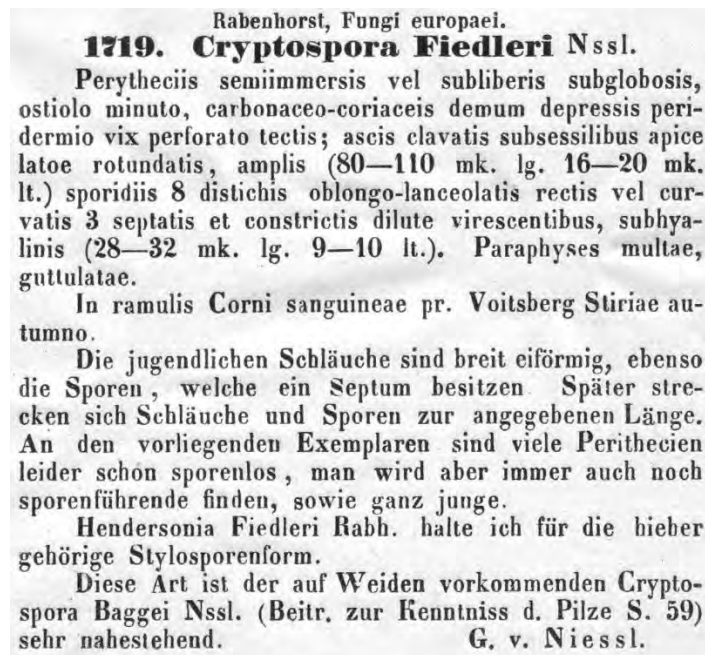 Rabenhorst, Fungi europaei.
1719. Cryptospora Fiedleri Nssl.
Perytheciis semiimmersis vel subliberis subglobosis,
ostiolo minuto, carbonaceo-coriaceis demum depressis peri-
dermio vix perforato tectis; ascis clavatis subsessilibus apice
latoe rotundatis, amplis (80—110 mk. lg. 16—20 mk.
lt.) sporidiis 8 distichis oblongo-lanceolatis rectis vel cur-
vatis 3 septatis et constrictis dilute virescentibus, subhya-
linis (28—32 mk. lg. 9—10 lt.). Paraphyses multae,
guttulatae.
In ramulis Corni sanguineae pr. Voitsberg Stiriae au-
tumno.
Die jugendlichen Schläuche sind breit eiförmig, ebenso
die Sporen, welche ein Septum besitzen Später stre-
cken sich Schläuche und Sporen zur angegebenen Länge.
An den vorliegenden Exemplaren sind viele Perithecien
leider schon sporenlos, man wird aber immer auch noch
sporenführende finden, sowie ganz junge.
Hendersonia Fiedleri Rabh. halte ich für die hieher
gehörige Stylosporenform.
Diese Art ist der auf Weiden vorkommenden Crypto-
spora Baggei Nssl. (Beitr. zur Kenntniss d. Pilze S. 59)
sehr nahestehend. G. v. Niessl.